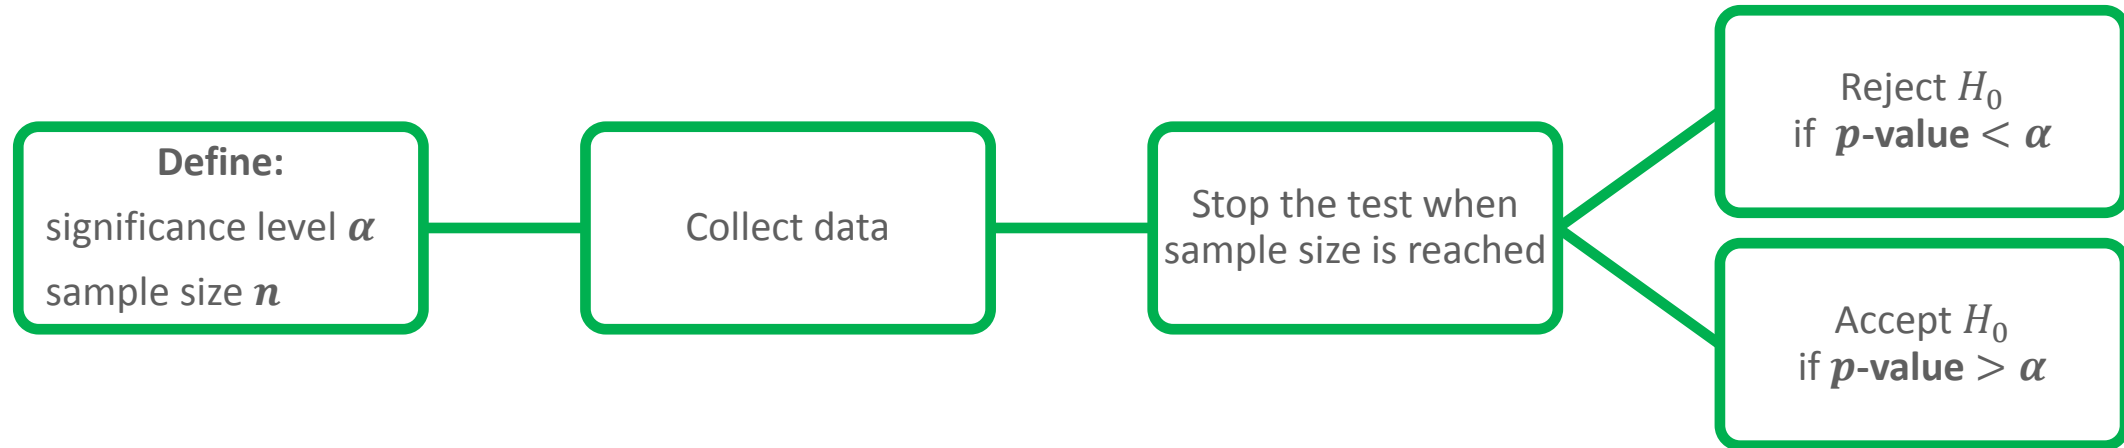 Define:
significance level α
sample size n
Collect data
Stop the test when
sample size is reached
Reject H₀
if p-value < α
Accept H₀
if p-value > α